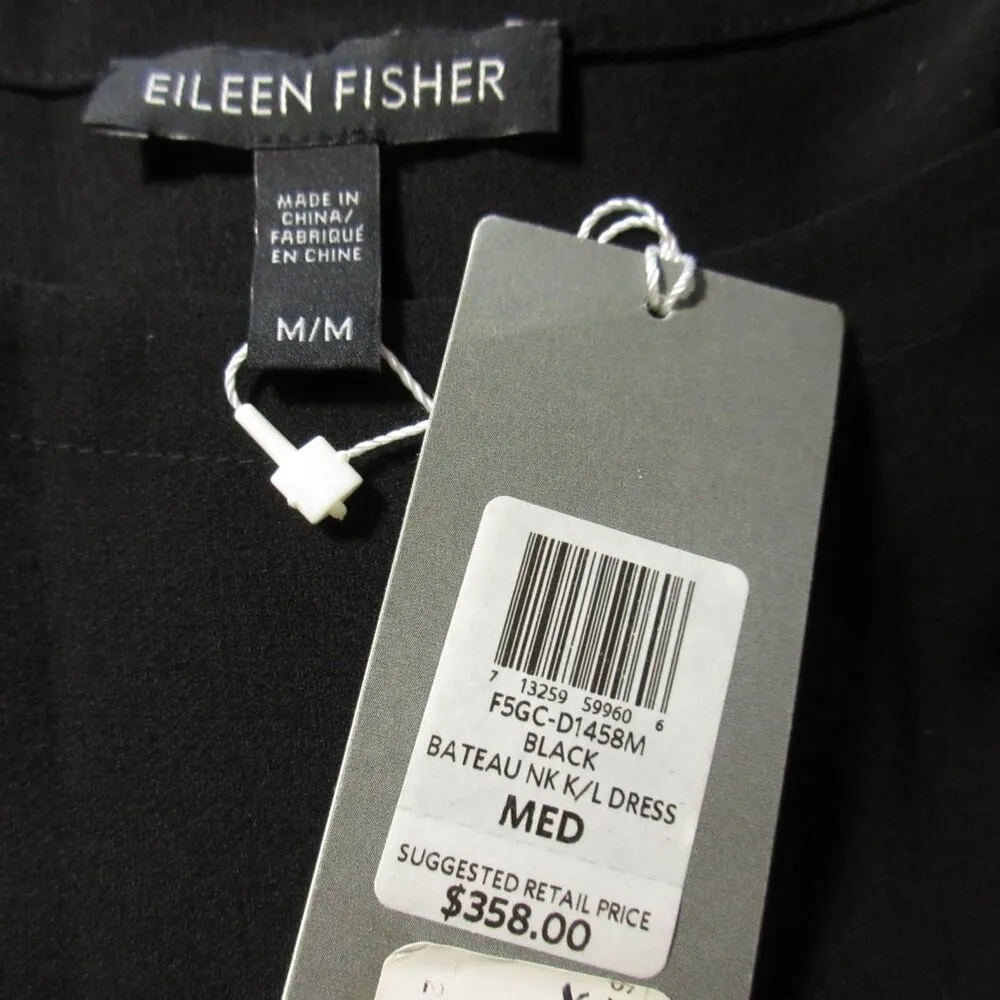 EILEEN FISHER
MADE IN
CHINA/
FABRIQUÉ
EN CHINE
M/M
7 13259 59960 6
F5GC-D1458M
BLACK
BATEAU NK K/L DRESS
MED
SUGGESTED RETAIL PRICE
$358.00